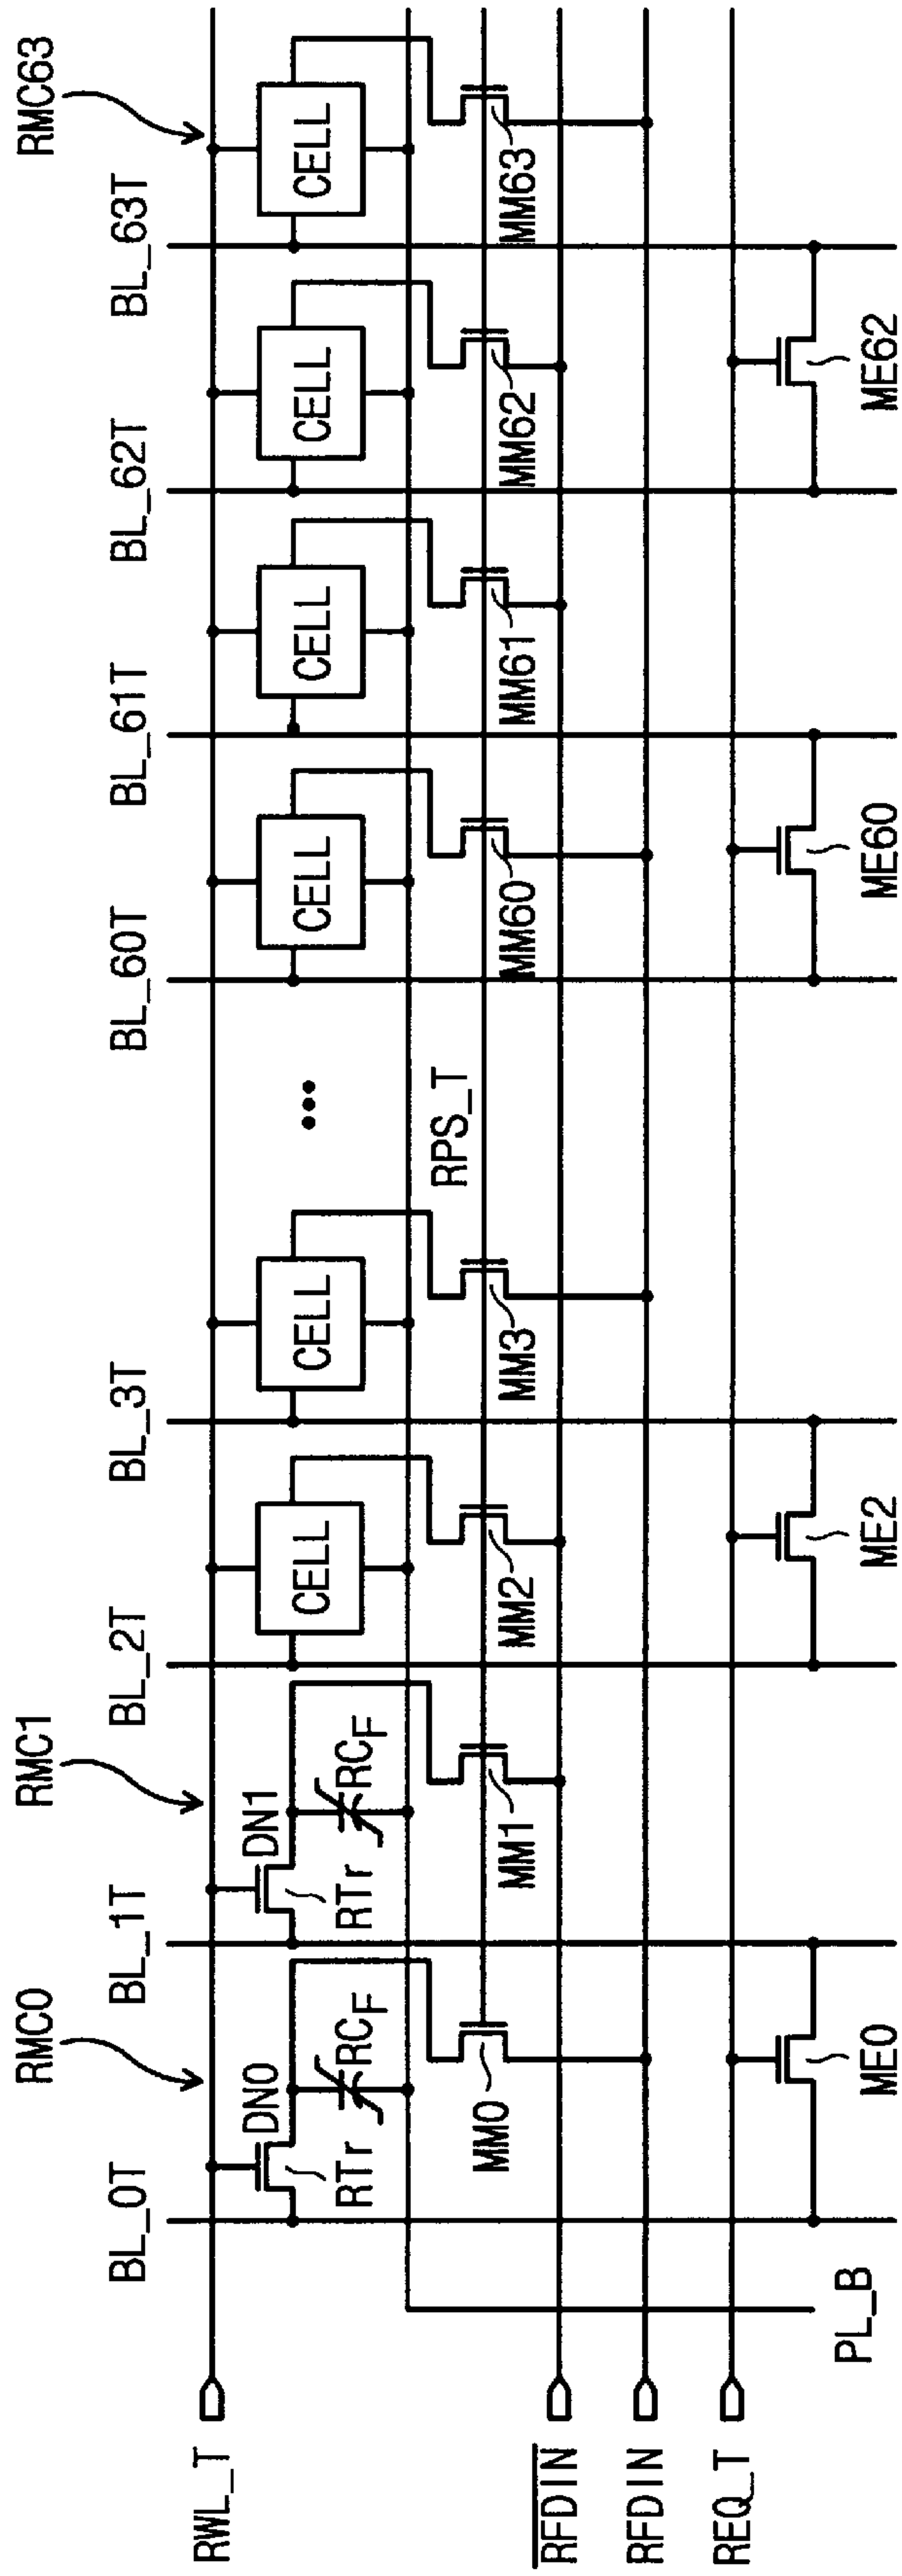 RMC0
RMC1
RMC63
BL_0T
BL_1T
BL_2T
BL_3T
BL_60T
BL_61T
BL_62T
BL_63T
RWL_T
DN0
DN1
RTr
RCF
RTr
RCF
CELL
CELL
•••
CELL
CELL
CELL
CELL
RPS_T
MM0
MM1
MM2
MM3
MM60
MM61
MM62
MM63
R̅F̅D̅I̅N̅
RFDIN
REQ_T
PL_B
ME0
ME2
ME60
ME62